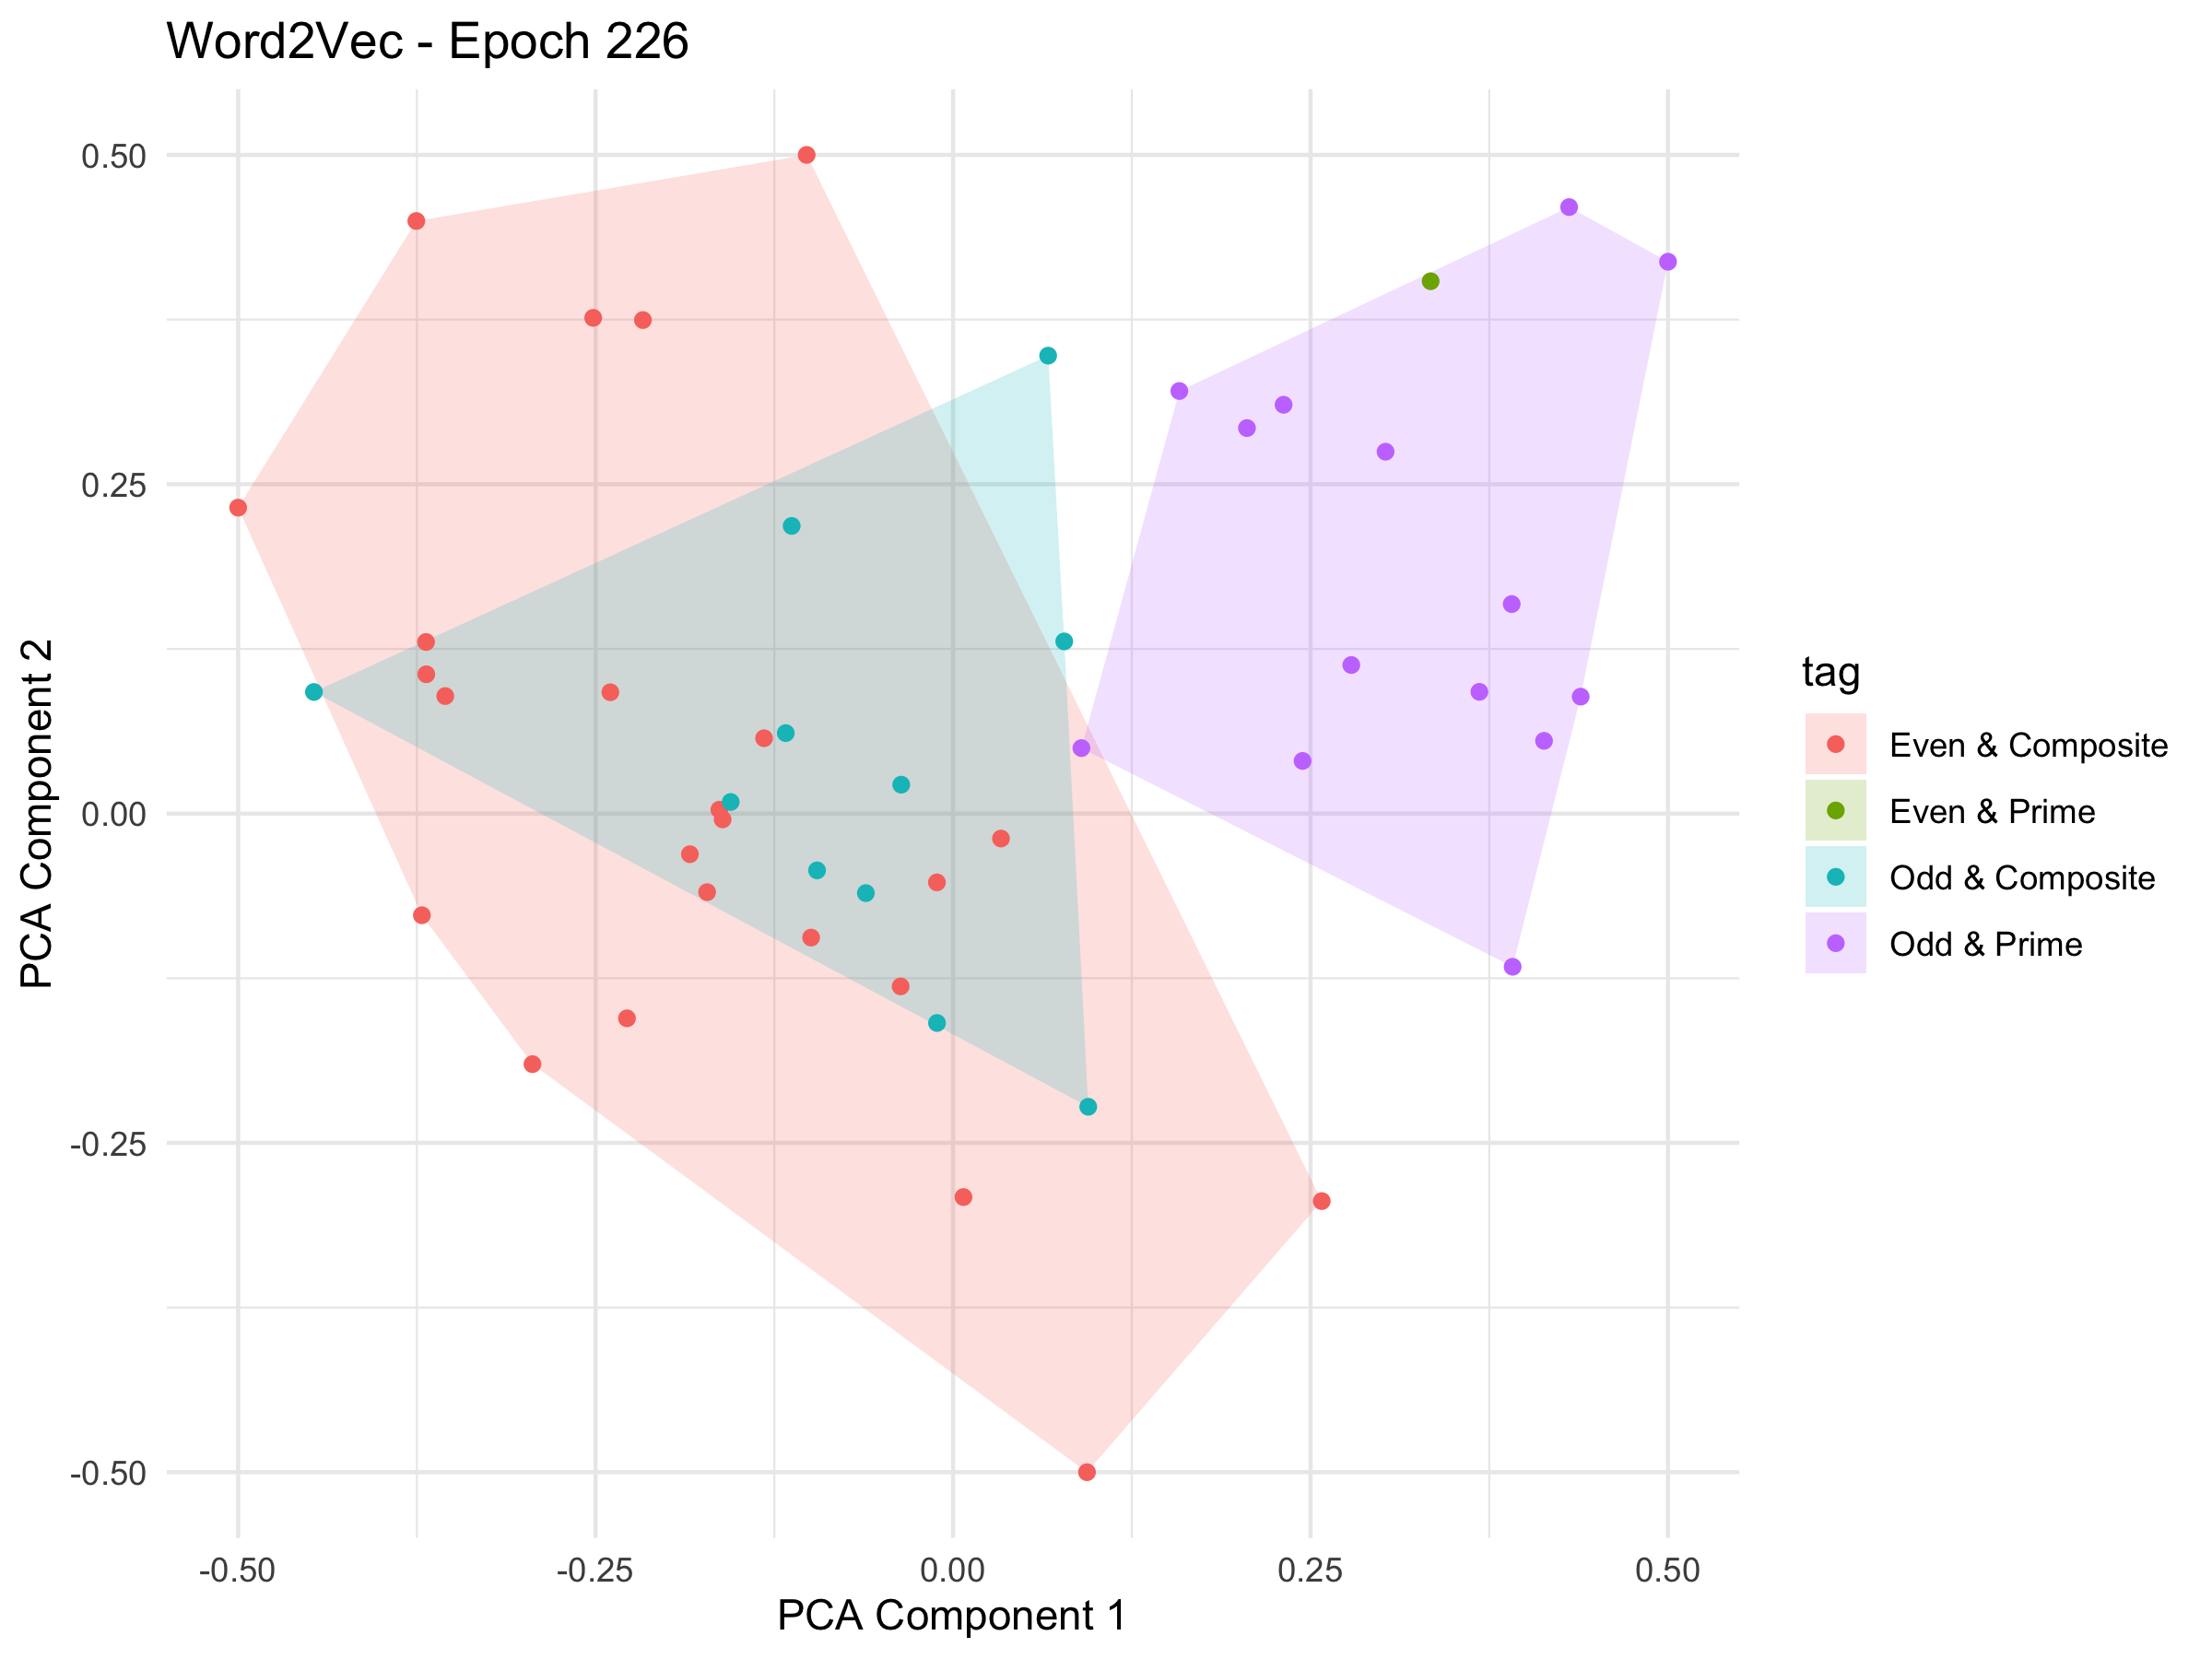 Word2Vec - Epoch 226
0.50
0.25
0.00
-0.25
-0.50
PCA Component 2
-0.50 -0.25 0.00 0.25 0.50
PCA Component 1
tag
Even & Composite
Even & Prime
Odd & Composite
Odd & Prime